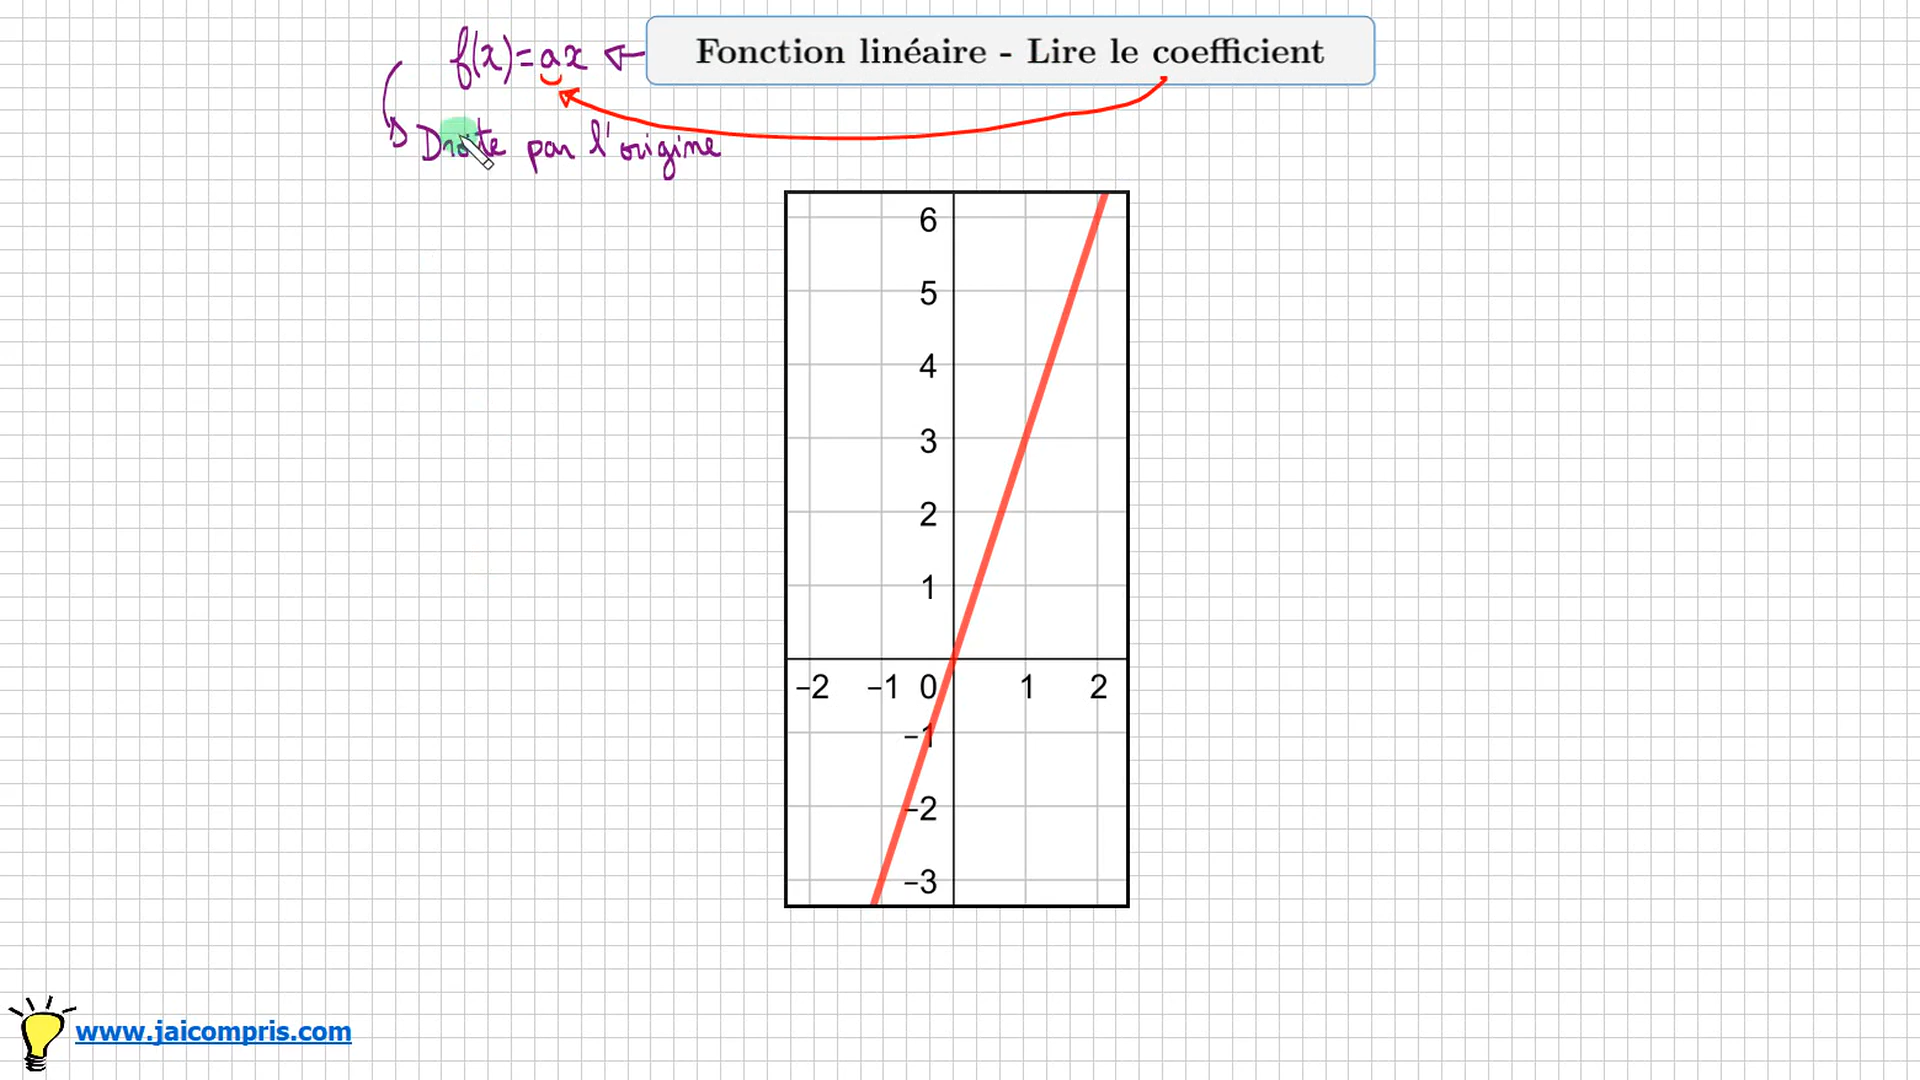 f(x)=ax
Fonction linéaire - Lire le coefficient
Droite par l'origine
6
5
4
3
2
1
−2 −1 0 1 2
−1
−2
−3
www.jaicompris.com